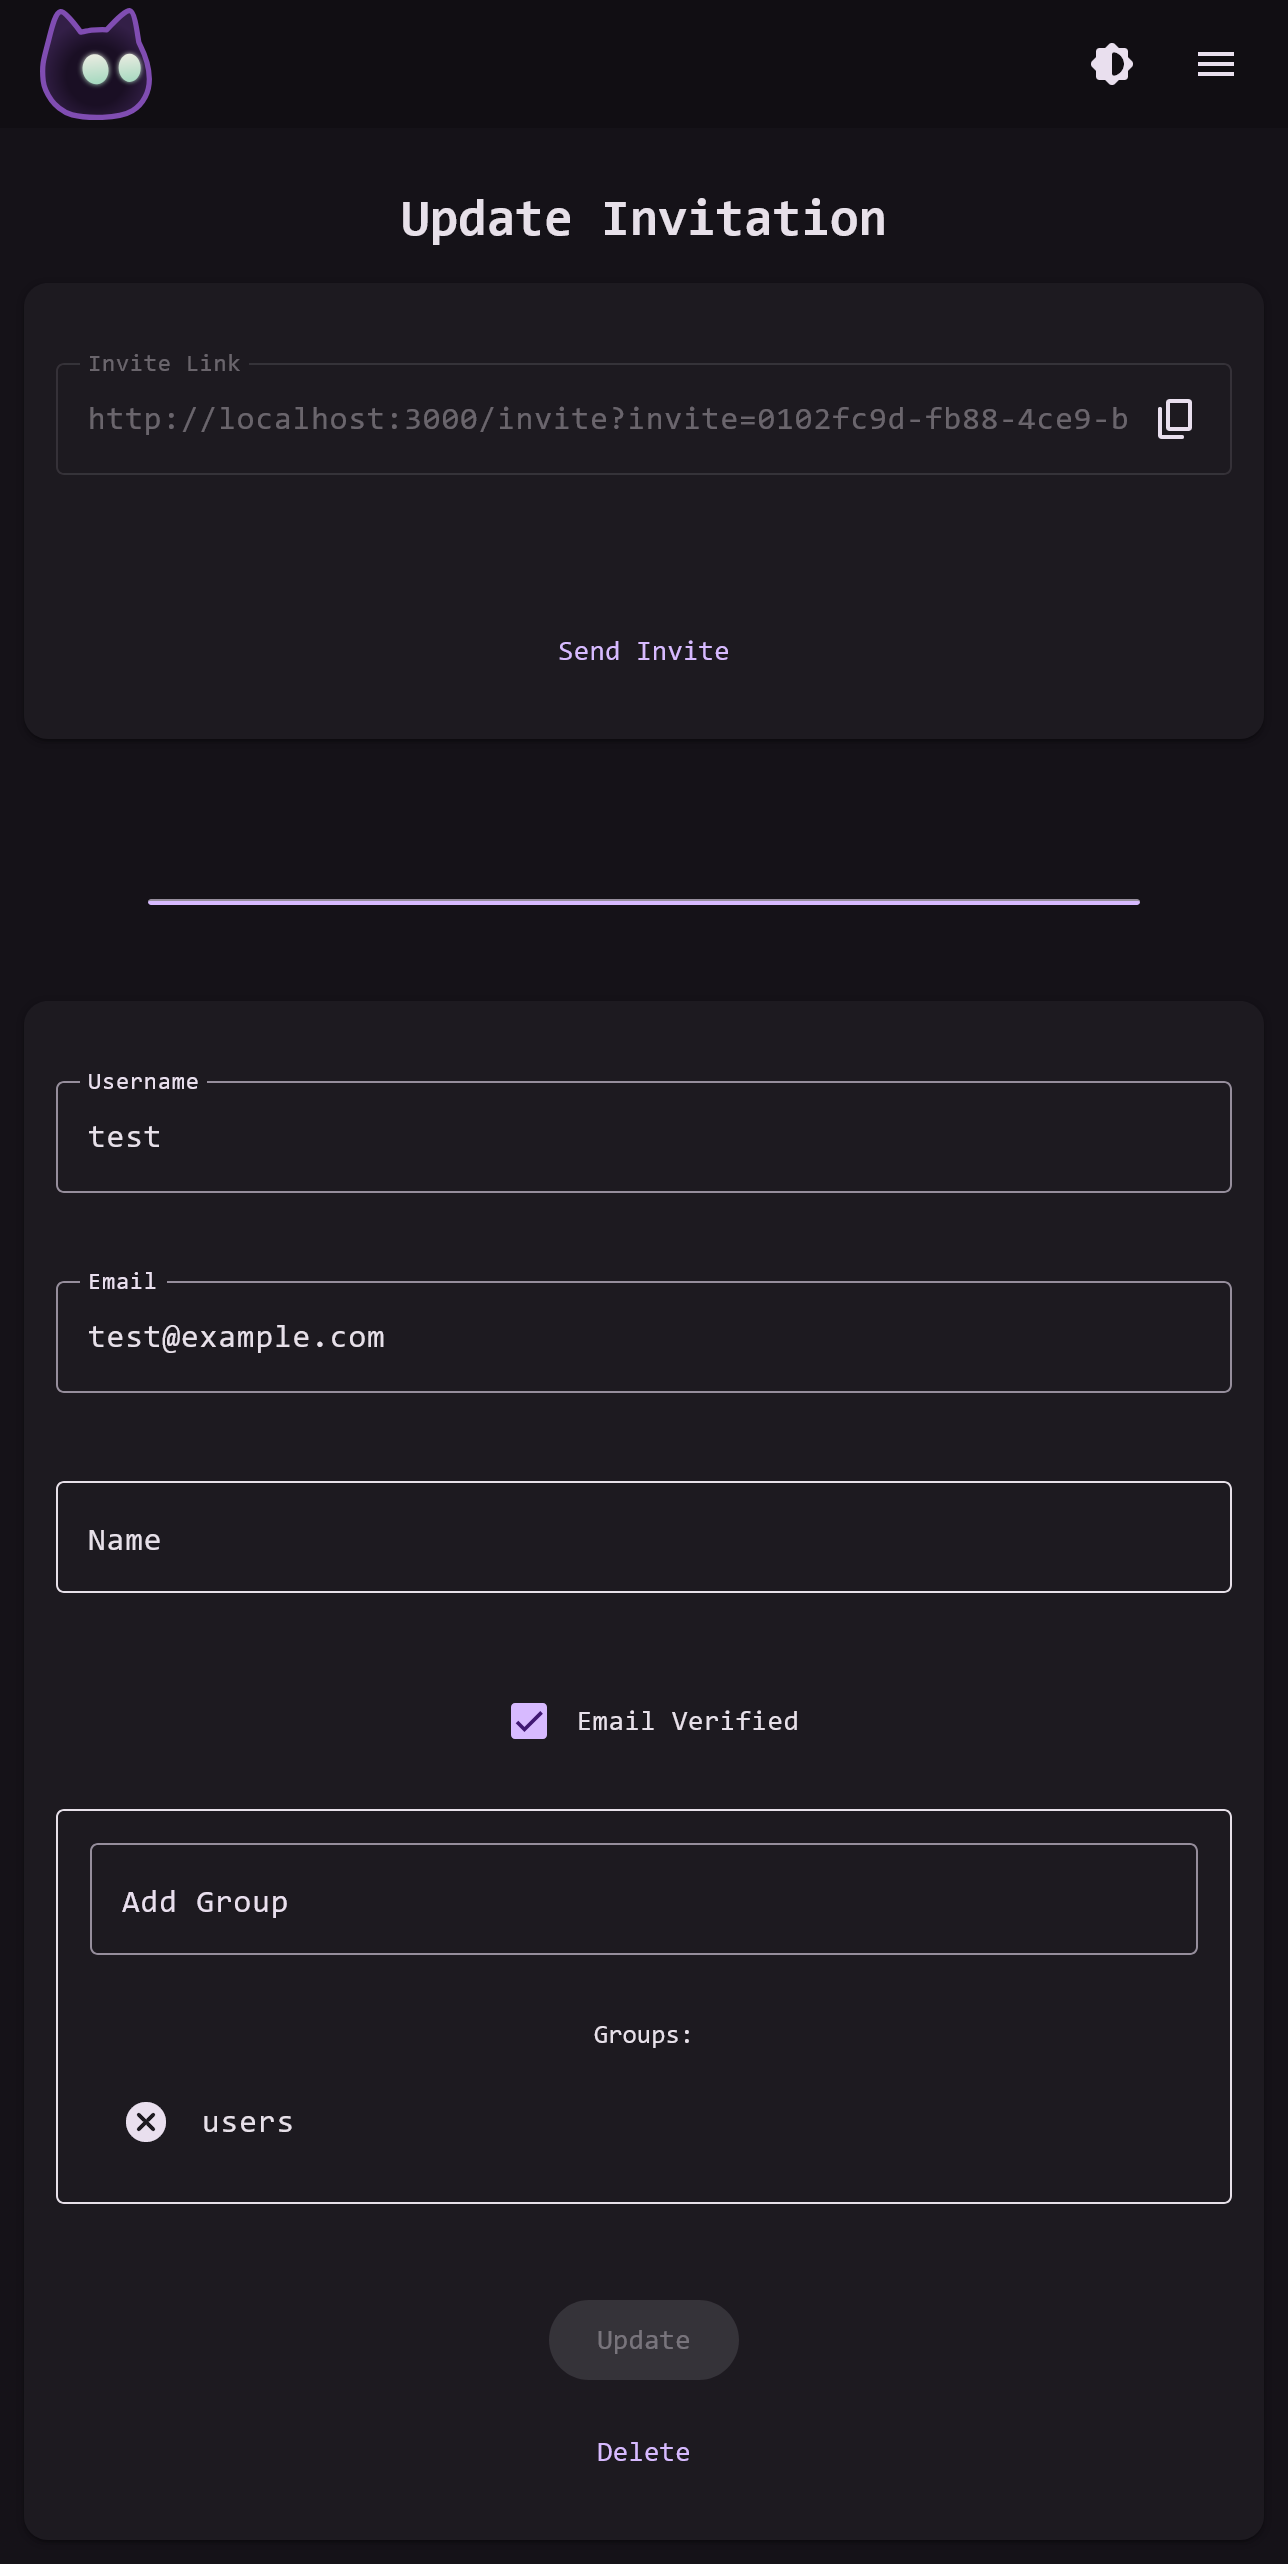 Update Invitation
Invite Link
http://localhost:3000/invite?invite=0102fc9d-fb88-4ce9-b
Send Invite
Username
test
Email
test@example.com
Name
Email Verified
Add Group
Groups:
users
Update
Delete